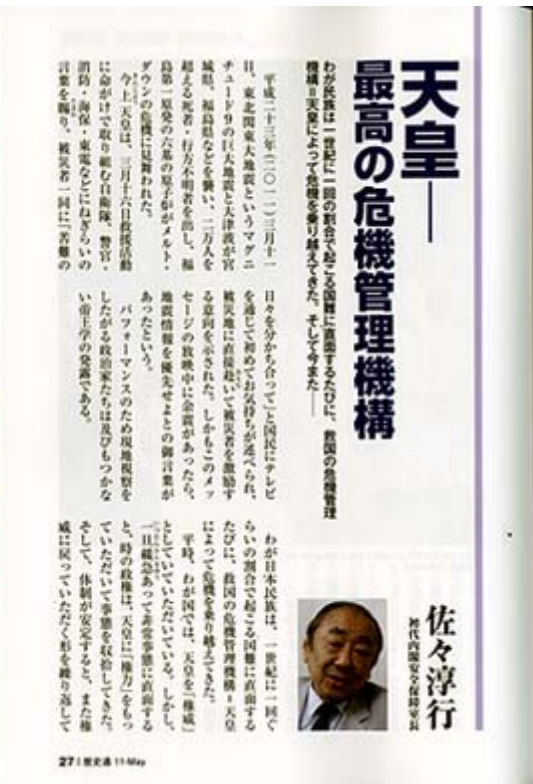 天皇――
最高の危機管理機構
わが民族は一世紀に一回の割合で起こる国難に直面するたびに、救国の危機管理
機構=天皇によって危機を乗り越えてきた。そして今また――
佐々淳行
初代内閣安全保障室長
平成二十三年(二〇一一)三月十一
日、東北関東大地震というマグニ
チュード9の巨大地震と大津波が宮
城県、福島県などを襲い、二万人を
超える死者・行方不明者を出し、福
島第一原発の六基の原子炉がメルト・
ダウンの危機に見舞われた。
今上天皇は、三月十六日救援活動
に命がけで取り組む自衛隊、警官・
消防・海保・東電などにねぎらいの
言葉を賜り、被災者一同に「苦難の
日々を分かち合って」と国民にテレビ
を通じて初めてお気持ちが述べられ、
被災地に直接赴いて被災者を激励す
る意向を示された。しかもこのメッ
セージの放映中に余震があったら、
地震情報を優先せよとの御言葉が
あったという。
パフォーマンスのため現地視察を
したがる政治家たちは及びもつかな
い帝王学の発露である。
わが日本民族は、一世紀に一回ぐ
らいの割合で起こる国難に直面する
たびに、救国の危機管理機構=天皇
によって危機を乗り越えてきた。
平時、わが国では、天皇を「権威」
としていていただいている。しかし、
一旦緩急あって非常事態に直面する
と、時の政権は、天皇に「権力」をもっ
ていただいて事態を収拾してきた。
そして、体制が安定すると、また権
威に戻っていただく形を繰り返して
27 | 歴史通 11-May